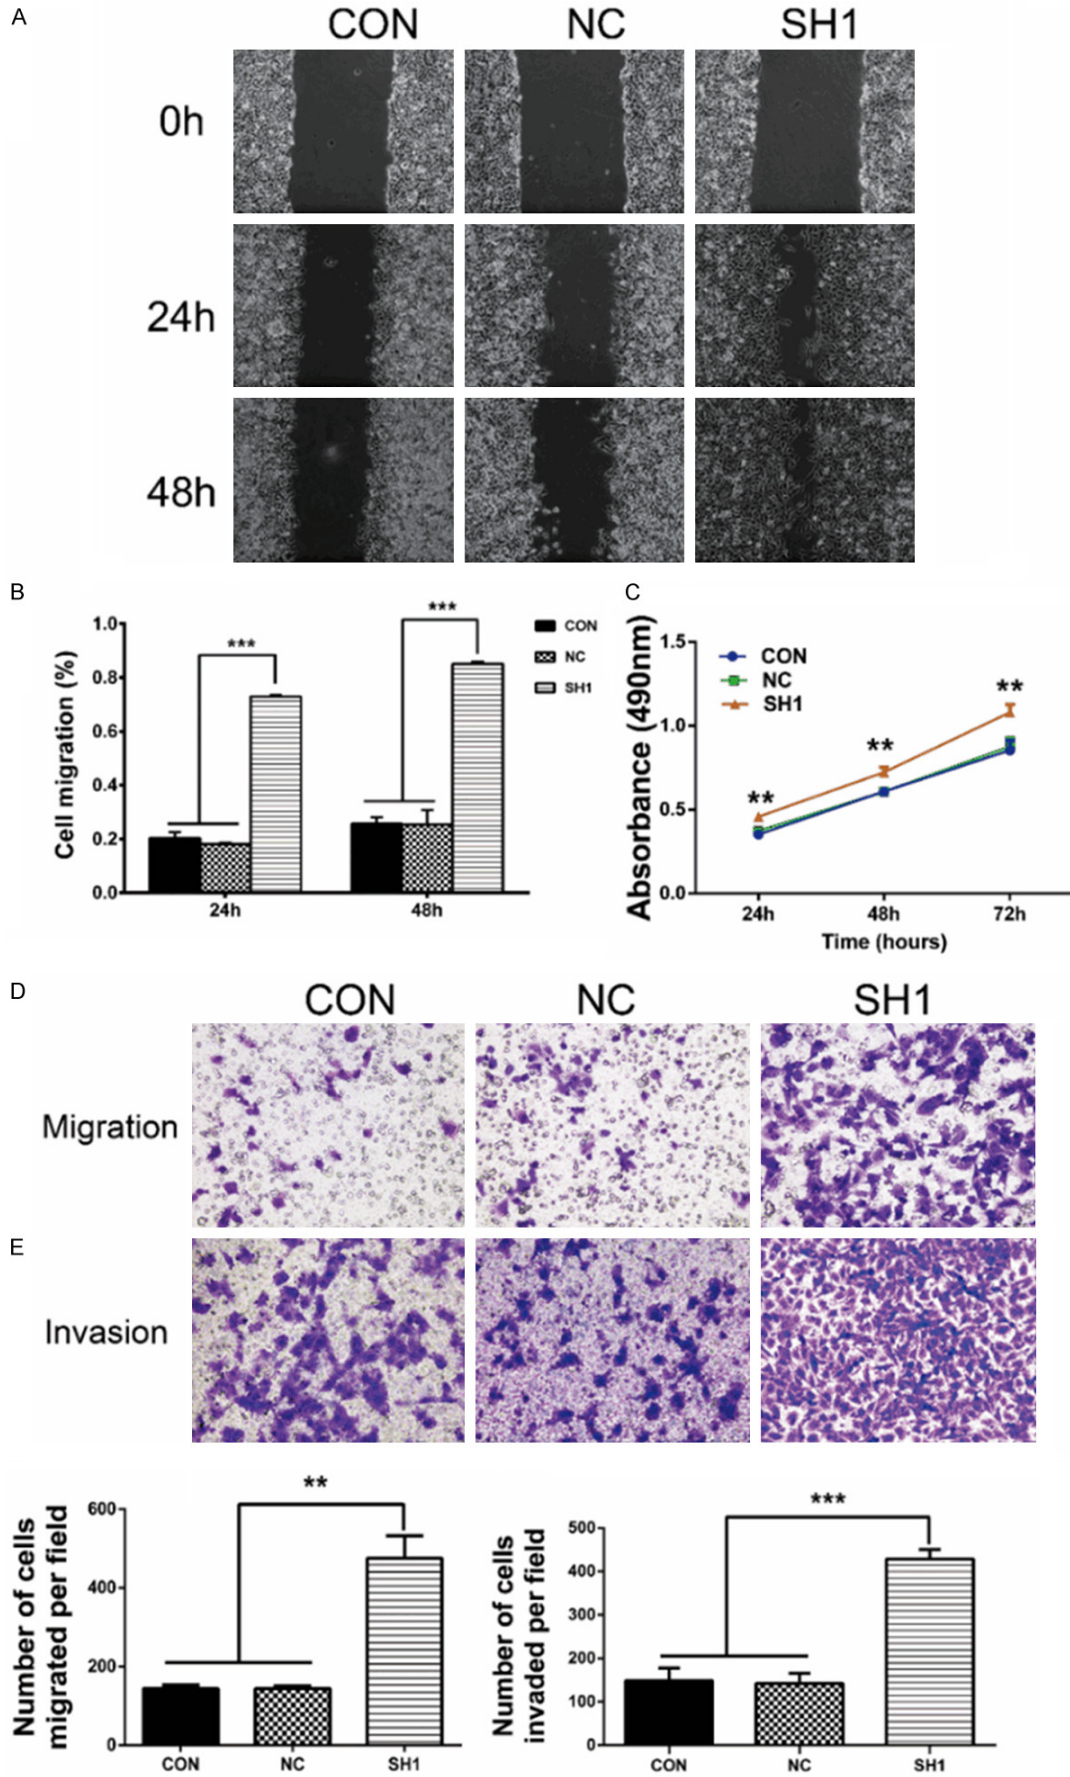 A
CON NC SH1
0h
24h
48h
B
***
***
1.0
0.8
0.6
0.4
0.2
0.0
Cell migration (%)
24h 48h
CON
NC
SH1
C
Absorbance (490nm)
1.5
1.0
0.5
0.0
CON
NC
SH1
**
**
**
24h 48h 72h
Time (hours)
D
CON NC SH1
Migration
E
Invasion
**
Number of cells
migrated per field
600
400
200
0
CON NC SH1
***
Number of cells
invaded per field
500
400
300
200
100
0
CON NC SH1